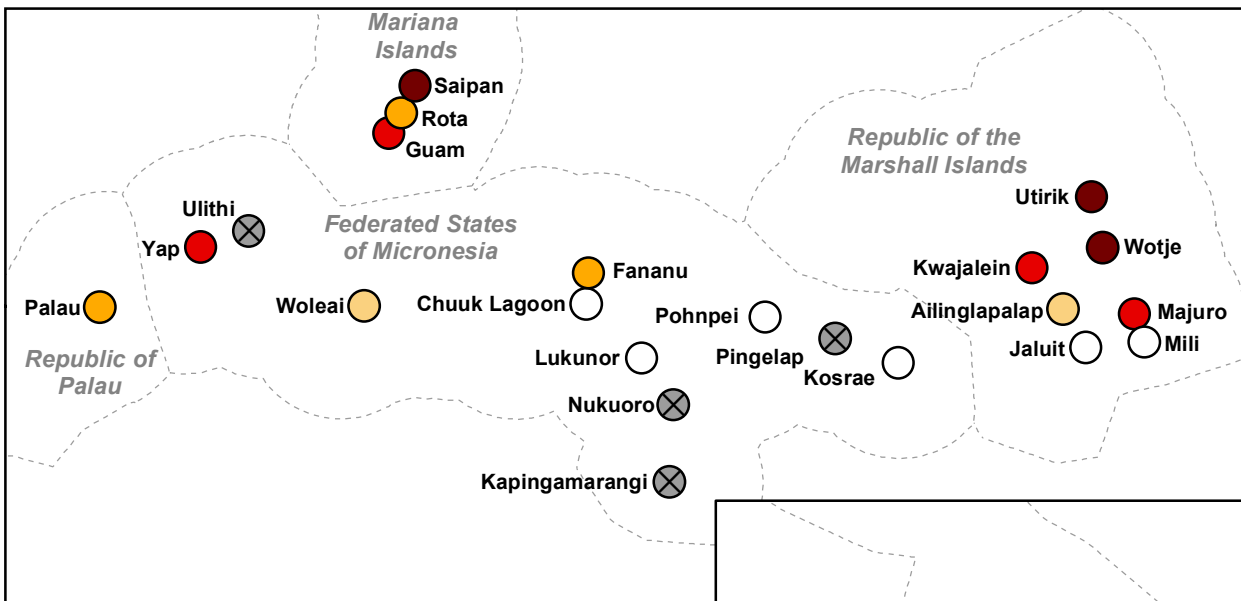 Mariana
Islands
Saipan
Rota
Guam
Republic of the
Marshall Islands
Utirik
Ulithi
Federated States
of Micronesia
Yap
Wotje
Kwajalein
Fananu
Palau
Woleai
Chuuk Lagoon
Pohnpei
Ailinglapalap
Majuro
Republic of
Palau
Lukunor
Pingelap
Kosrae
Jaluit
Mili
Nukuoro
Kapingamarangi